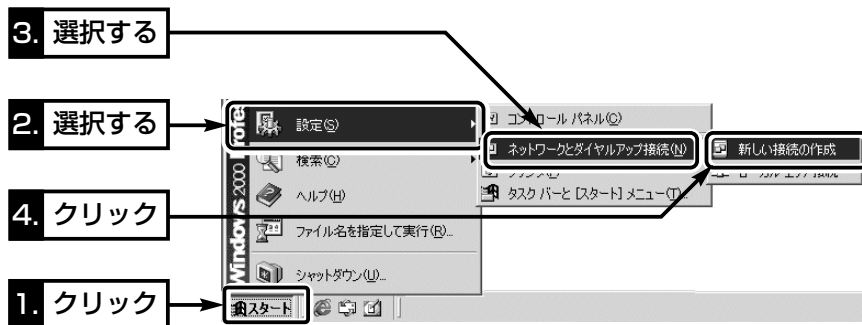 3. 選択する
2. 選択する
4. クリック
1. クリック
Windows 2000 Profe
設定(S)
検索(C)
ヘルプ(H)
ファイル名を指定して実行(R)...
シャットダウン(U)...
スタート
コントロール パネル(C)
ネットワークとダイヤルアップ接続(N)
タスク バーと [スタート] メニュー(T)...
新しい接続の作成